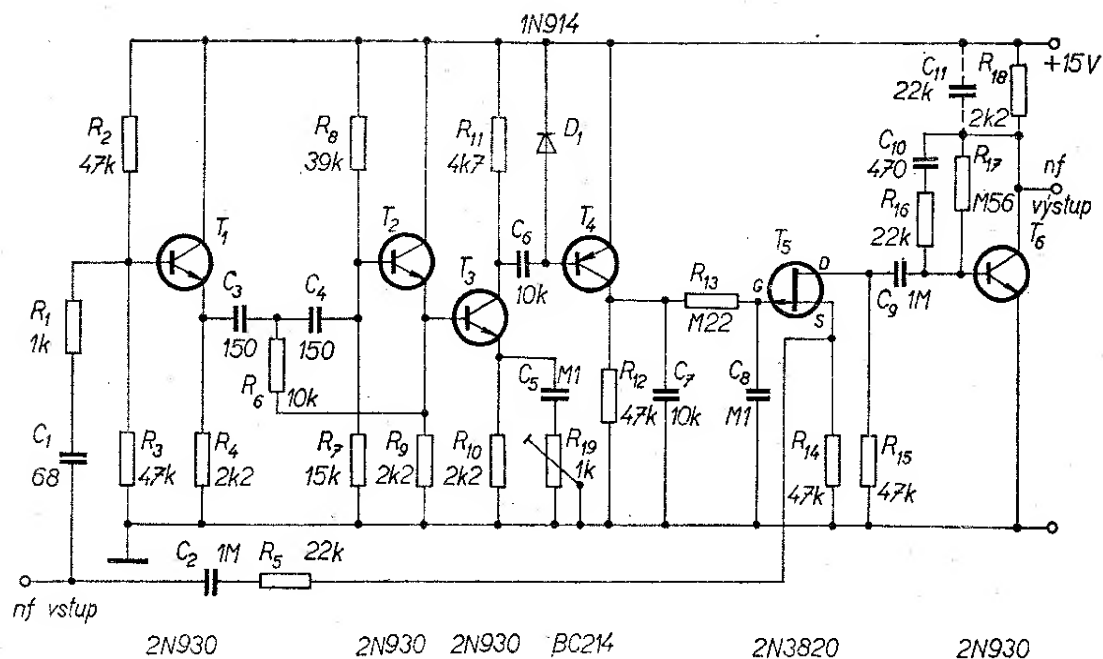 1N914
+15V
R2
47k
R8
39k
R11
4k7
D1
C11
22k
R18
2k2
C10
470
R17
M56
nf
výstup
R16
22k
T1
T2
T3
C6
10k
T4
T5
T6
R1
1k
C3
150
C4
150
R6
10k
R13
M22
G
D
S
C9
1M
C1
68
R3
47k
R4
2k2
R7
15k
R9
2k2
R10
2k2
C5
M1
R19
1k
R12
47k
C7
10k
C8
M1
R14
47k
R15
47k
C2
1M
R5
22k
nf vstup
2N930
2N930
2N930
BC214
2N3820
2N930